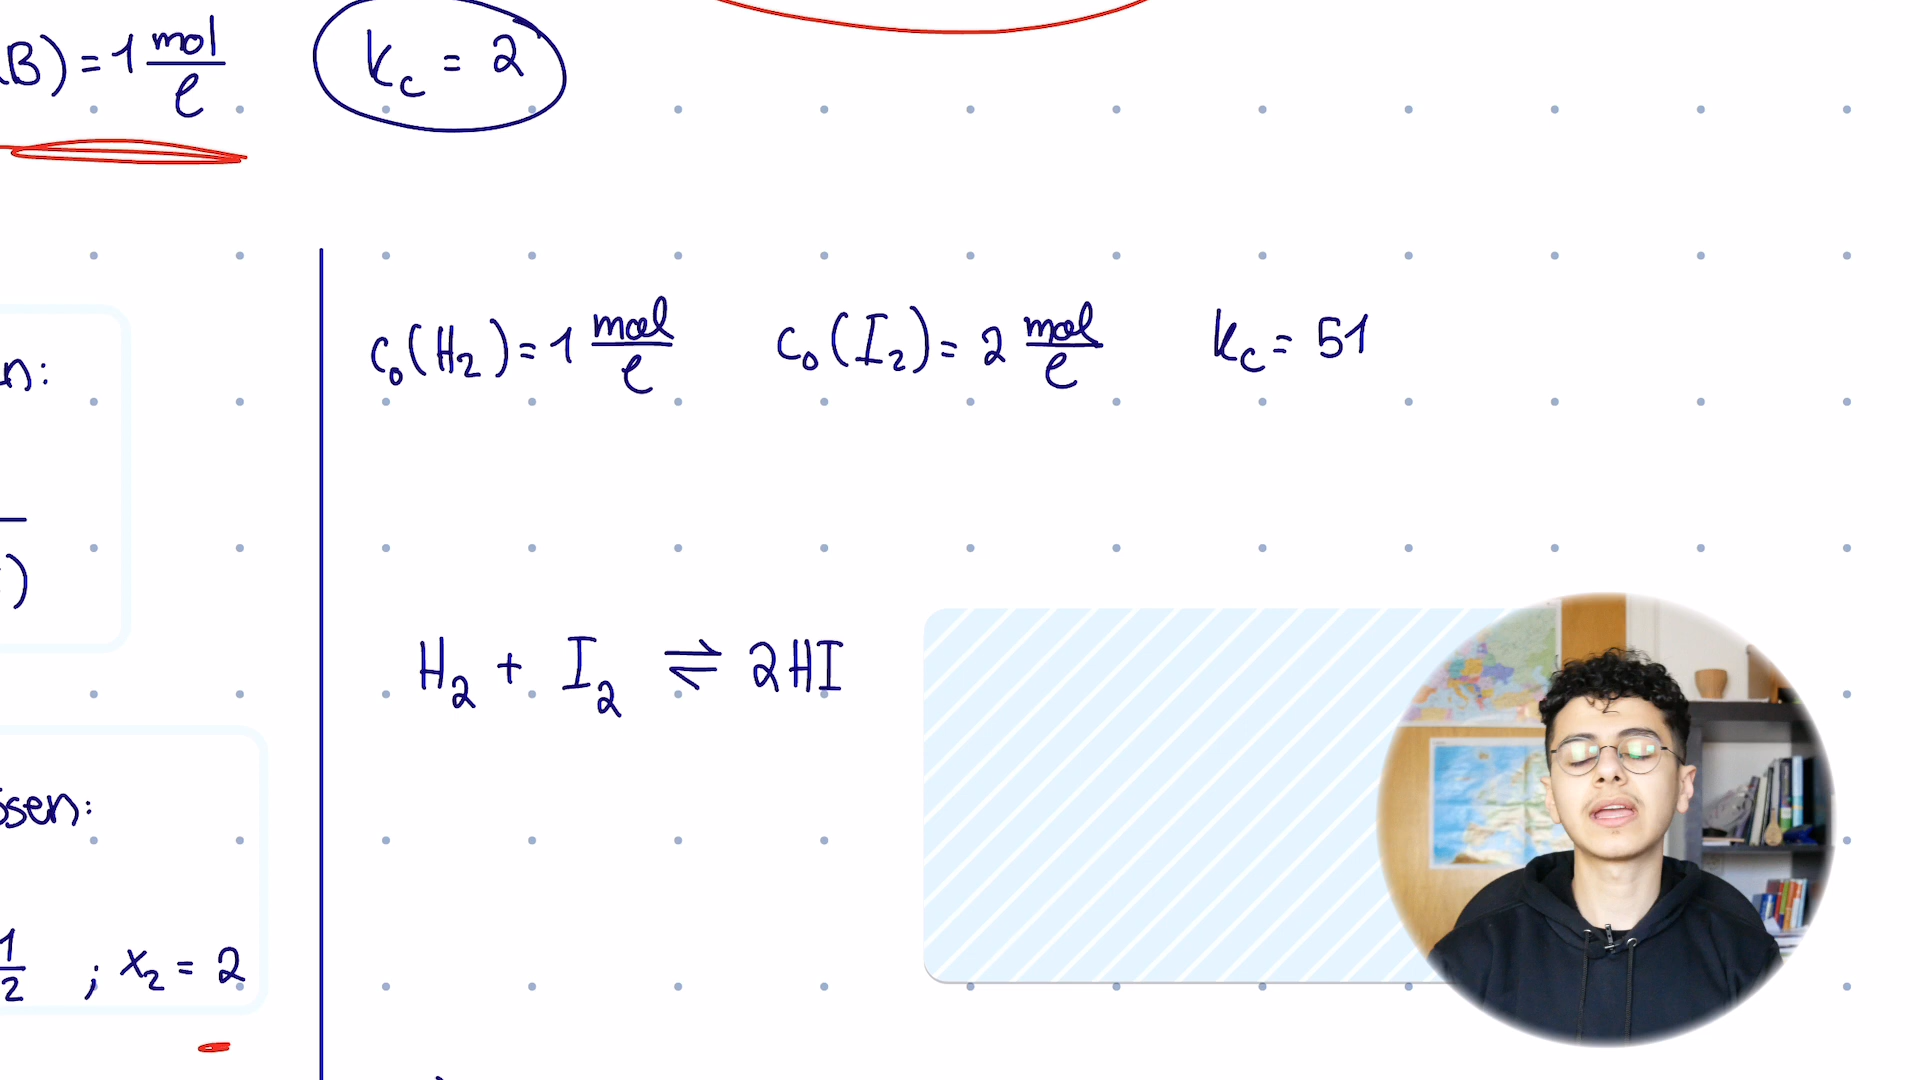 B) = 1 mol/l
Kc = 2
c₀(H₂) = 1 mol/l c₀(I₂) = 2 mol/l Kc = 51
n:
)
H₂ + I₂ ⇌ 2HI
ösen:
1/2 ; x₂ = 2